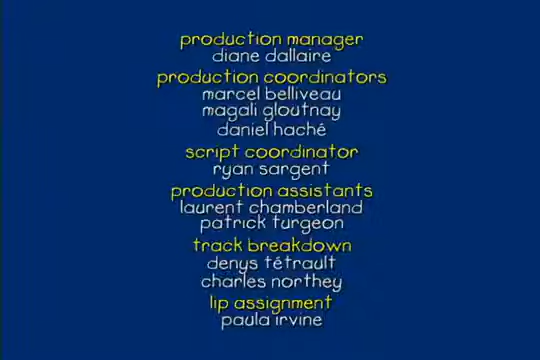 production manager
diane dallaire
production coordinators
marcel belliveau
magali gloutnay
daniel haché
script coordinator
ryan sargent
production assistants
laurent chamberland
patrick turgeon
track breakdown
denys tétrault
charles northey
lip assignment
paula irvine